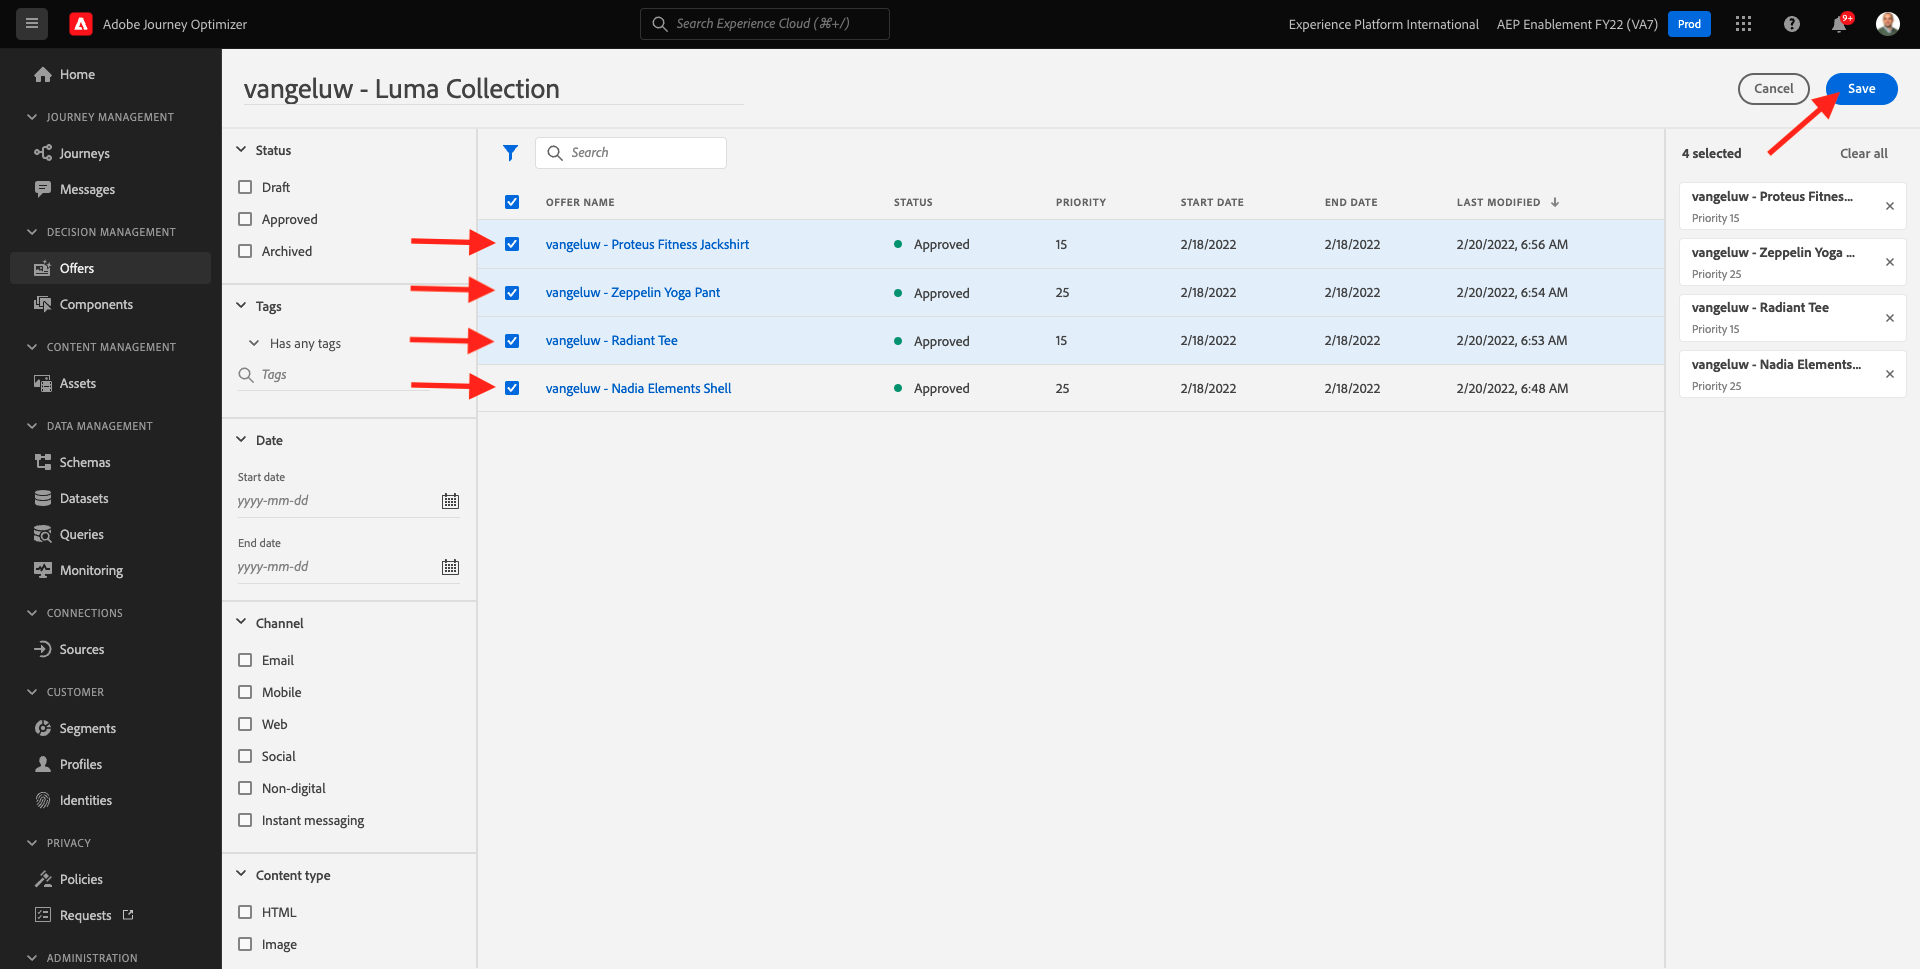 Adobe Journey Optimizer
Search Experience Cloud (⌘+/)
Experience Platform International
AEP Enablement FY22 (VA7)
Prod
9+
Home
JOURNEY MANAGEMENT
Journeys
Messages
DECISION MANAGEMENT
Offers
Components
CONTENT MANAGEMENT
Assets
DATA MANAGEMENT
Schemas
Datasets
Queries
Monitoring
CONNECTIONS
Sources
CUSTOMER
Segments
Profiles
Identities
PRIVACY
Policies
Requests
ADMINISTRATION
vangeluw - Luma Collection
Cancel
Save
Status
Draft
Approved
Archived
Tags
Has any tags
Tags
Date
Start date
yyyy-mm-dd
End date
yyyy-mm-dd
Channel
Email
Mobile
Web
Social
Non-digital
Instant messaging
Content type
HTML
Image
Search
OFFER NAME STATUS PRIORITY START DATE END DATE LAST MODIFIED
vangeluw - Proteus Fitness Jackshirt Approved 15 2/18/2022 2/18/2022 2/20/2022, 6:56 AM
vangeluw - Zeppelin Yoga Pant Approved 25 2/18/2022 2/18/2022 2/20/2022, 6:54 AM
vangeluw - Radiant Tee Approved 15 2/18/2022 2/18/2022 2/20/2022, 6:53 AM
vangeluw - Nadia Elements Shell Approved 25 2/18/2022 2/18/2022 2/20/2022, 6:48 AM
4 selected
Clear all
vangeluw - Proteus Fitnes...
Priority 15
vangeluw - Zeppelin Yoga ...
Priority 25
vangeluw - Radiant Tee
Priority 15
vangeluw - Nadia Elements...
Priority 25